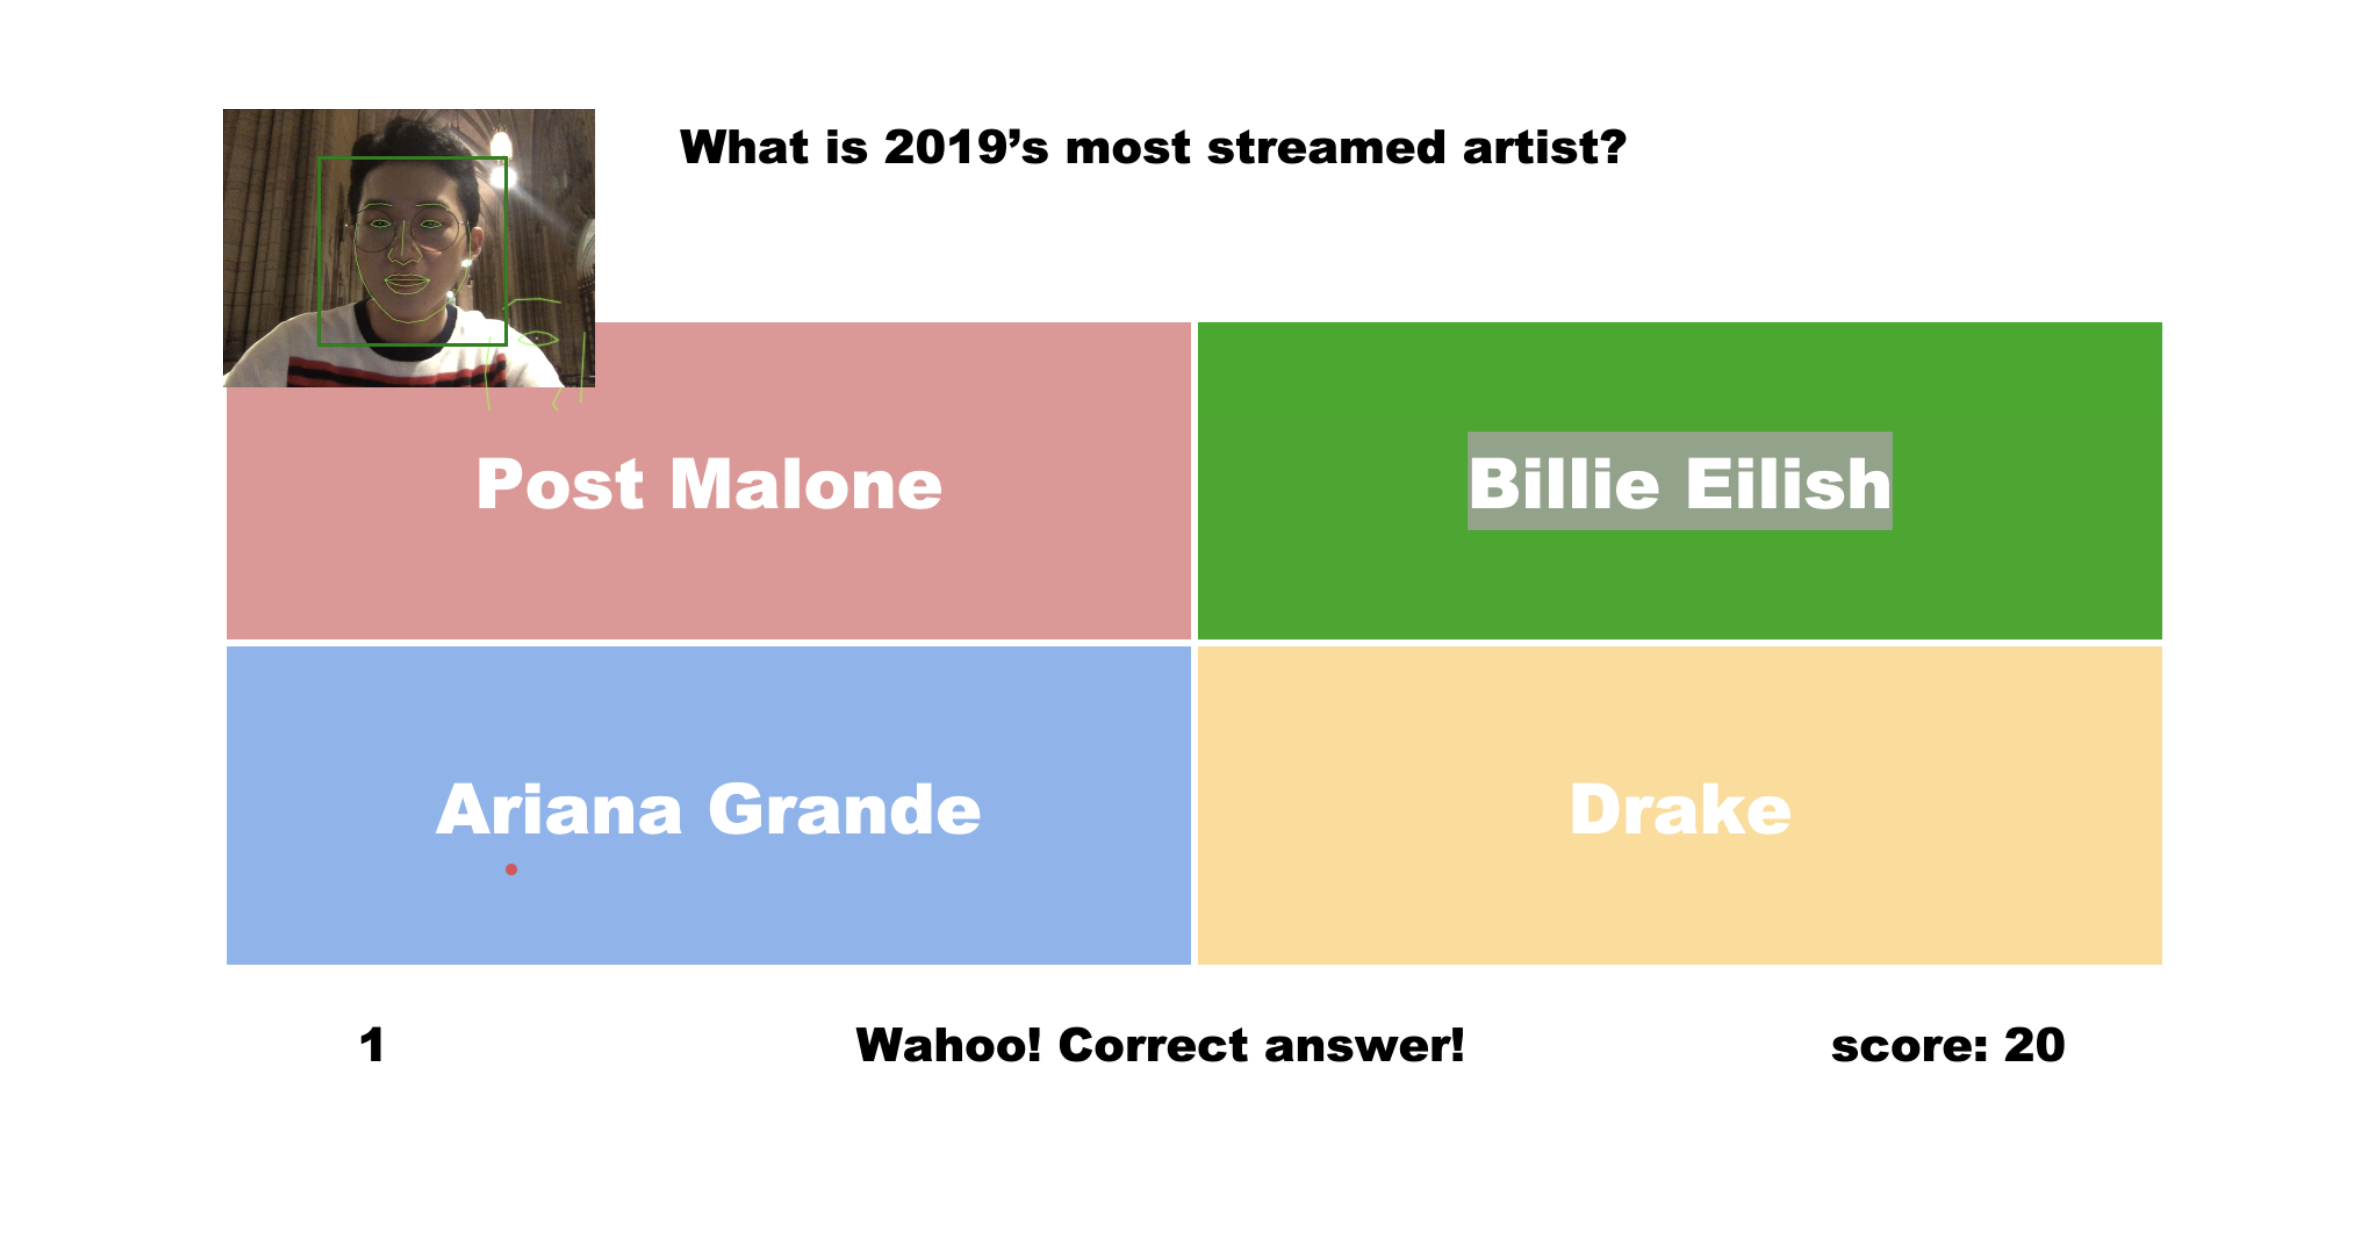 What is 2019’s most streamed artist?
Post Malone
Billie Eilish
Ariana Grande
Drake
1
Wahoo! Correct answer!
score: 20